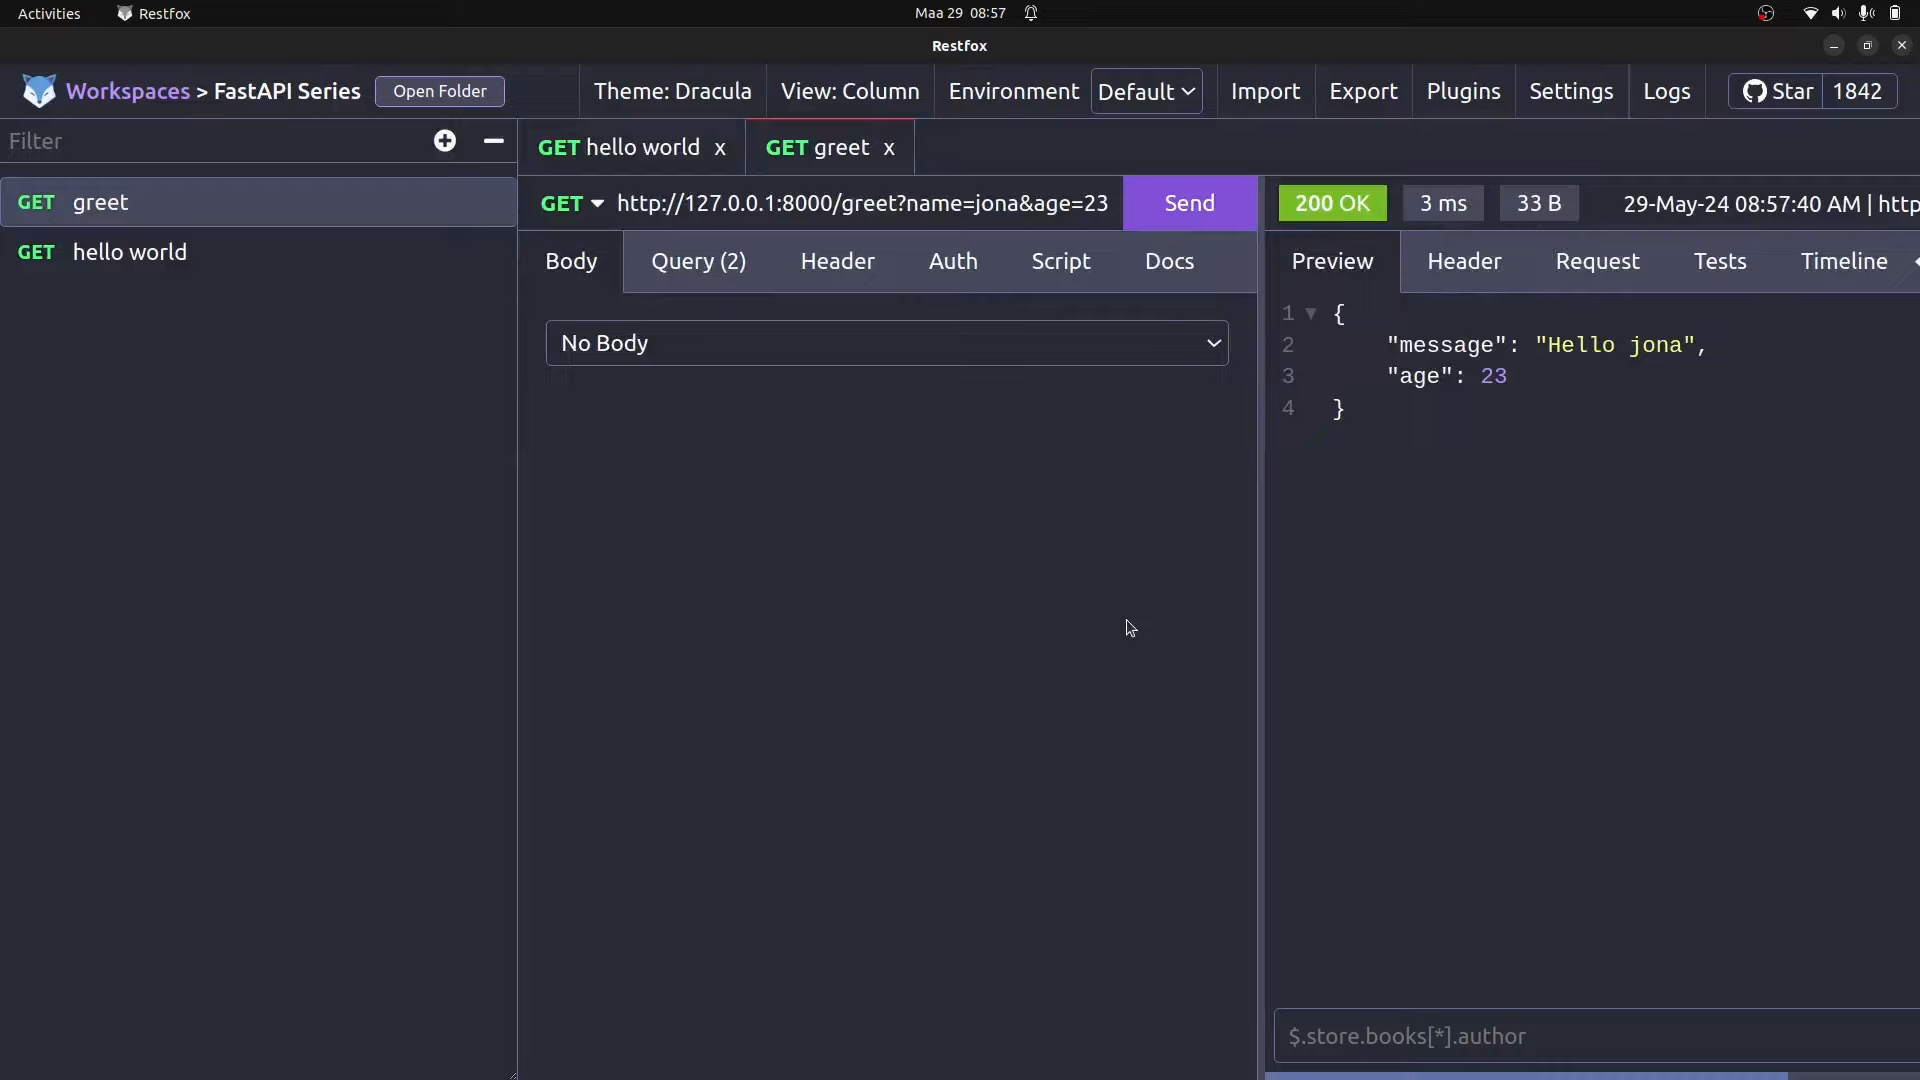 Activities Restfox Maa 29 08:57
Restfox
Workspaces > FastAPI Series Open Folder Theme: Dracula View: Column Environment Default Import Export Plugins Settings Logs Star 1842
Filter
GET hello world x GET greet x
GET greet
GET hello world
GET http://127.0.0.1:8000/greet?name=jona&age=23 Send
200 OK 3 ms 33 B 29-May-24 08:57:40 AM | http
Body Query (2) Header Auth Script Docs
No Body
Preview Header Request Tests Timeline
1 {
2 "message": "Hello jona",
3 "age": 23
4 }
$.store.books[*].author